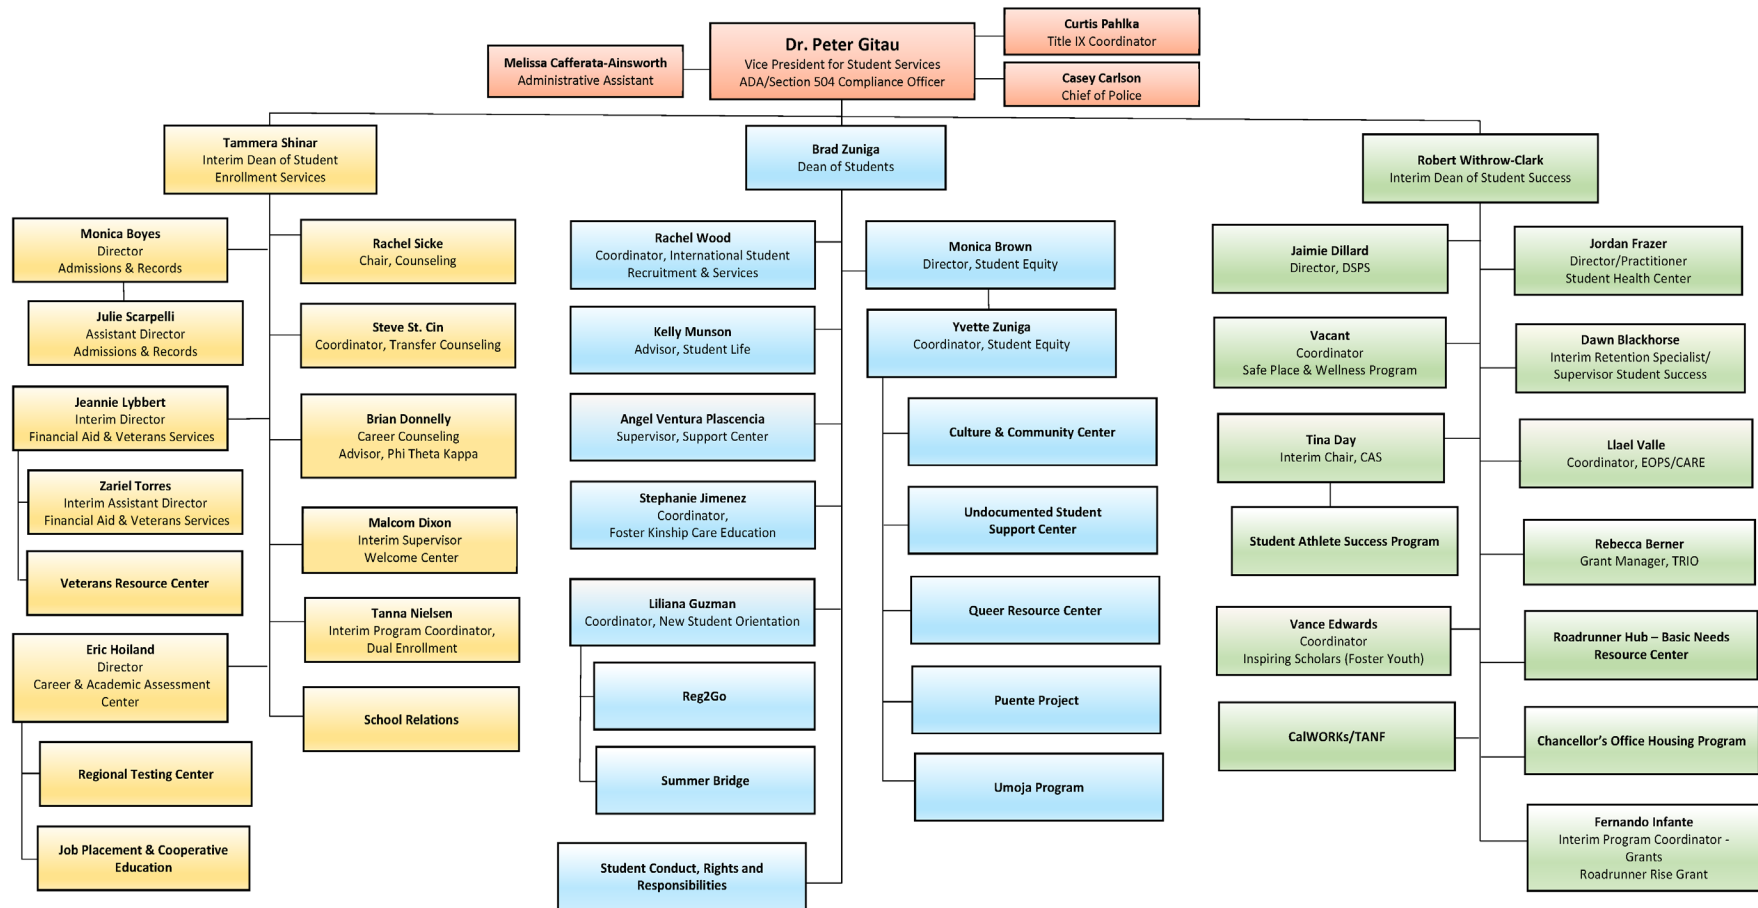 Dr. Peter Gitau
Vice President for Student Services
ADA/Section 504 Compliance Officer
Melissa Cafferata-Ainsworth
Administrative Assistant
Curtis Pahlka
Title IX Coordinator
Casey Carlson
Chief of Police
Tammera Shinar
Interim Dean of Student
Enrollment Services
Monica Boyes
Director
Admissions & Records
Julie Scarpelli
Assistant Director
Admissions & Records
Jeannie Lybbert
Interim Director
Financial Aid & Veterans Services
Zariel Torres
Interim Assistant Director
Financial Aid & Veterans Services
Veterans Resource Center
Eric Hoiland
Director
Career & Academic Assessment
Center
Regional Testing Center
Job Placement & Cooperative
Education
Rachel Sicke
Chair, Counseling
Steve St. Cin
Coordinator, Transfer Counseling
Brian Donnelly
Career Counseling
Advisor, Phi Theta Kappa
Malcom Dixon
Interim Supervisor
Welcome Center
Tanna Nielsen
Interim Program Coordinator,
Dual Enrollment
School Relations
Brad Zuniga
Dean of Students
Rachel Wood
Coordinator, International Student
Recruitment & Services
Kelly Munson
Advisor, Student Life
Angel Ventura Plascencia
Supervisor, Support Center
Stephanie Jimenez
Coordinator,
Foster Kinship Care Education
Liliana Guzman
Coordinator, New Student Orientation
Reg2Go
Summer Bridge
Student Conduct, Rights and
Responsibilities
Monica Brown
Director, Student Equity
Yvette Zuniga
Coordinator, Student Equity
Culture & Community Center
Undocumented Student
Support Center
Queer Resource Center
Puente Project
Umoja Program
Robert Withrow-Clark
Interim Dean of Student Success
Jaimie Dillard
Director, DSPS
Vacant
Coordinator
Safe Place & Wellness Program
Tina Day
Interim Chair, CAS
Student Athlete Success Program
Vance Edwards
Coordinator
Inspiring Scholars (Foster Youth)
CalWORKs/TANF
Jordan Frazer
Director/Practitioner
Student Health Center
Dawn Blackhorse
Interim Retention Specialist/
Supervisor Student Success
Llael Valle
Coordinator, EOPS/CARE
Rebecca Berner
Grant Manager, TRIO
Roadrunner Hub – Basic Needs
Resource Center
Chancellor's Office Housing Program
Fernando Infante
Interim Program Coordinator -
Grants
Roadrunner Rise Grant